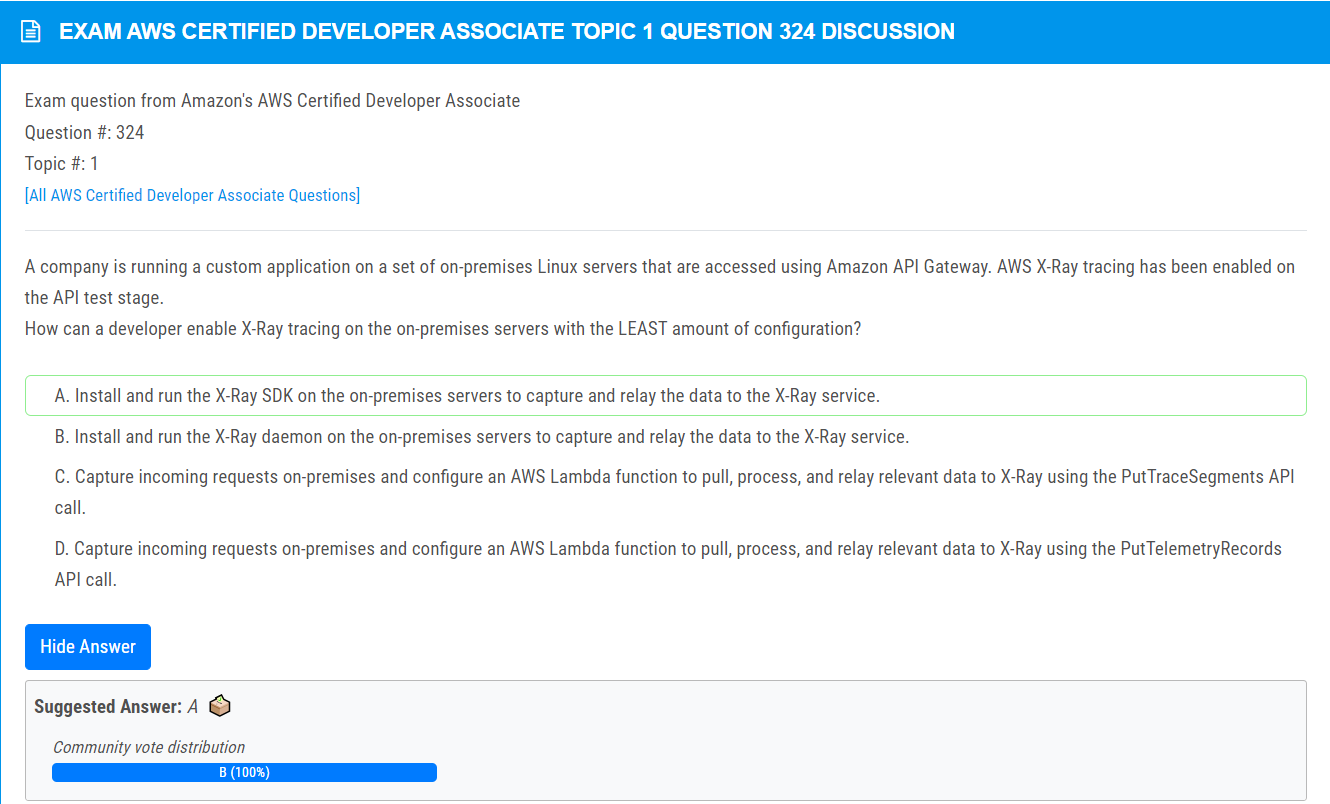 EXAM AWS CERTIFIED DEVELOPER ASSOCIATE TOPIC 1 QUESTION 324 DISCUSSION
Exam question from Amazon's AWS Certified Developer Associate
Question #: 324
Topic #: 1
[All AWS Certified Developer Associate Questions]
A company is running a custom application on a set of on-premises Linux servers that are accessed using Amazon API Gateway. AWS X-Ray tracing has been enabled on
the API test stage.
How can a developer enable X-Ray tracing on the on-premises servers with the LEAST amount of configuration?
A. Install and run the X-Ray SDK on the on-premises servers to capture and relay the data to the X-Ray service.
B. Install and run the X-Ray daemon on the on-premises servers to capture and relay the data to the X-Ray service.
C. Capture incoming requests on-premises and configure an AWS Lambda function to pull, process, and relay relevant data to X-Ray using the PutTraceSegments API
call.
D. Capture incoming requests on-premises and configure an AWS Lambda function to pull, process, and relay relevant data to X-Ray using the PutTelemetryRecords
API call.
Hide Answer
Suggested Answer: A
Community vote distribution
B (100%)